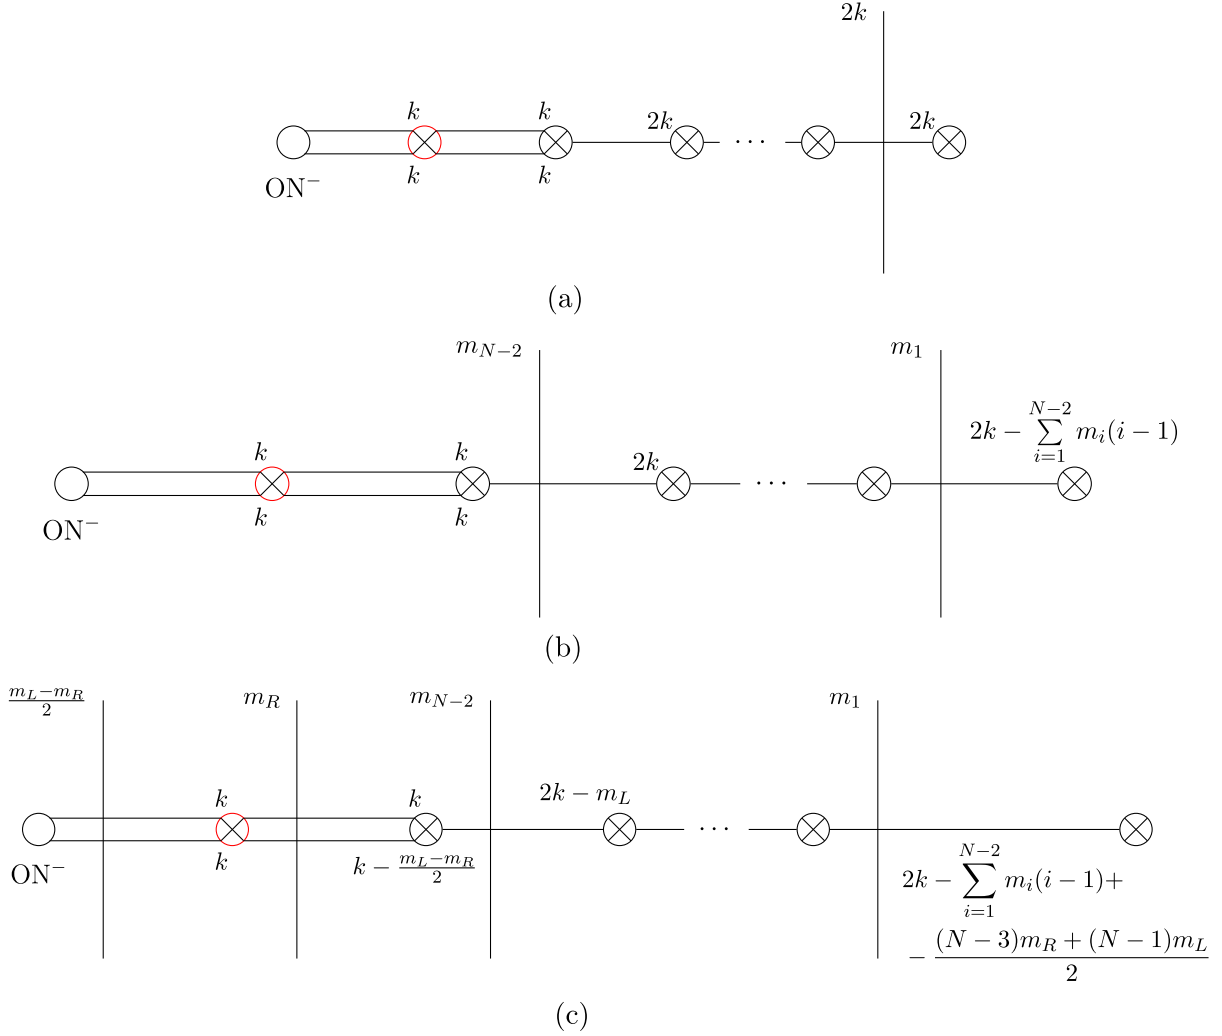 2k
k k 2k ⋯ 2k
k k
ON⁻
(a)
m_{N−2} m_1
2k − \sum_{i=1}^{N−2} m_i(i − 1)
k k 2k ⋯
k k
ON⁻
(b)
\frac{m_L−m_R}{2} m_R m_{N−2} m_1
k k 2k − m_L ⋯
k k − \frac{m_L−m_R}{2}
ON⁻
2k − \sum_{i=1}^{N−2} m_i(i − 1)+
− \frac{(N − 3)m_R + (N − 1)m_L}{2}
(c)